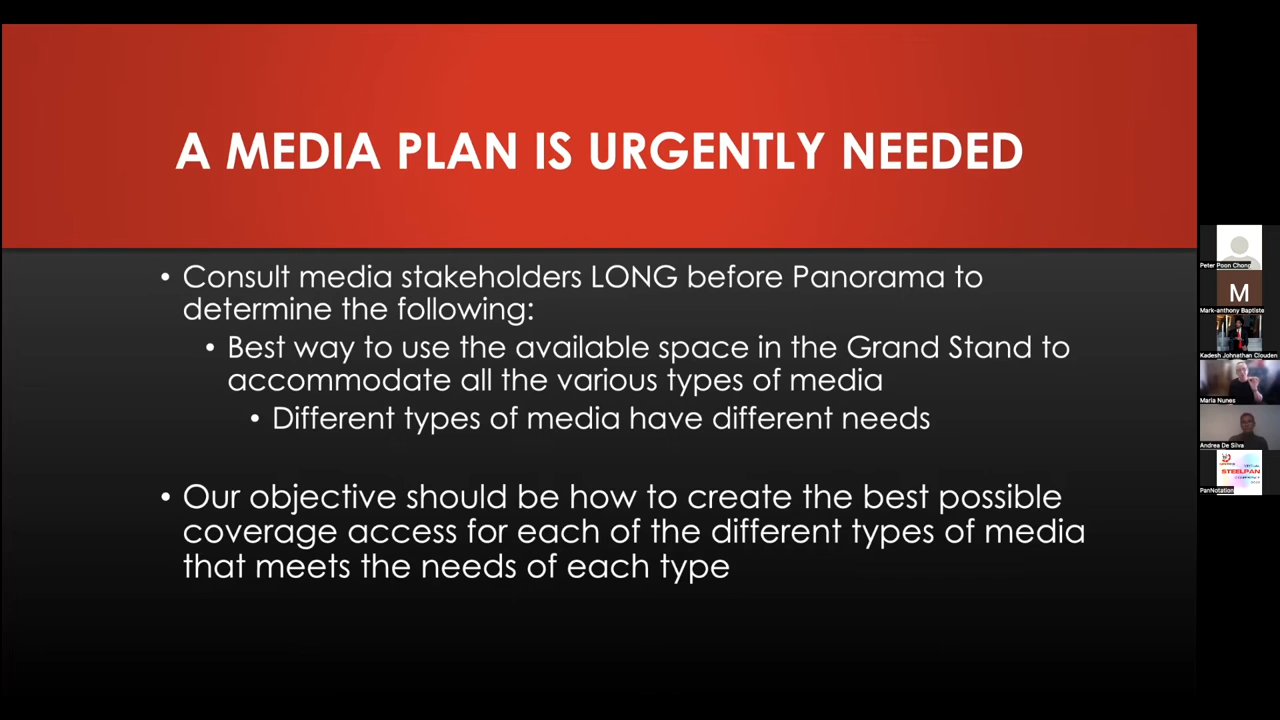 A MEDIA PLAN IS URGENTLY NEEDED
• Consult media stakeholders LONG before Panorama to
determine the following:
• Best way to use the available space in the Grand Stand to
accommodate all the various types of media
• Different types of media have different needs
• Our objective should be how to create the best possible
coverage access for each of the different types of media
that meets the needs of each type
Peter Poon Chong
M
Mark-anthony Baptiste
Kadesh Johnathan Clouden
Maria Nunes
Andrea De Silva
STEELPAN
PanNotation